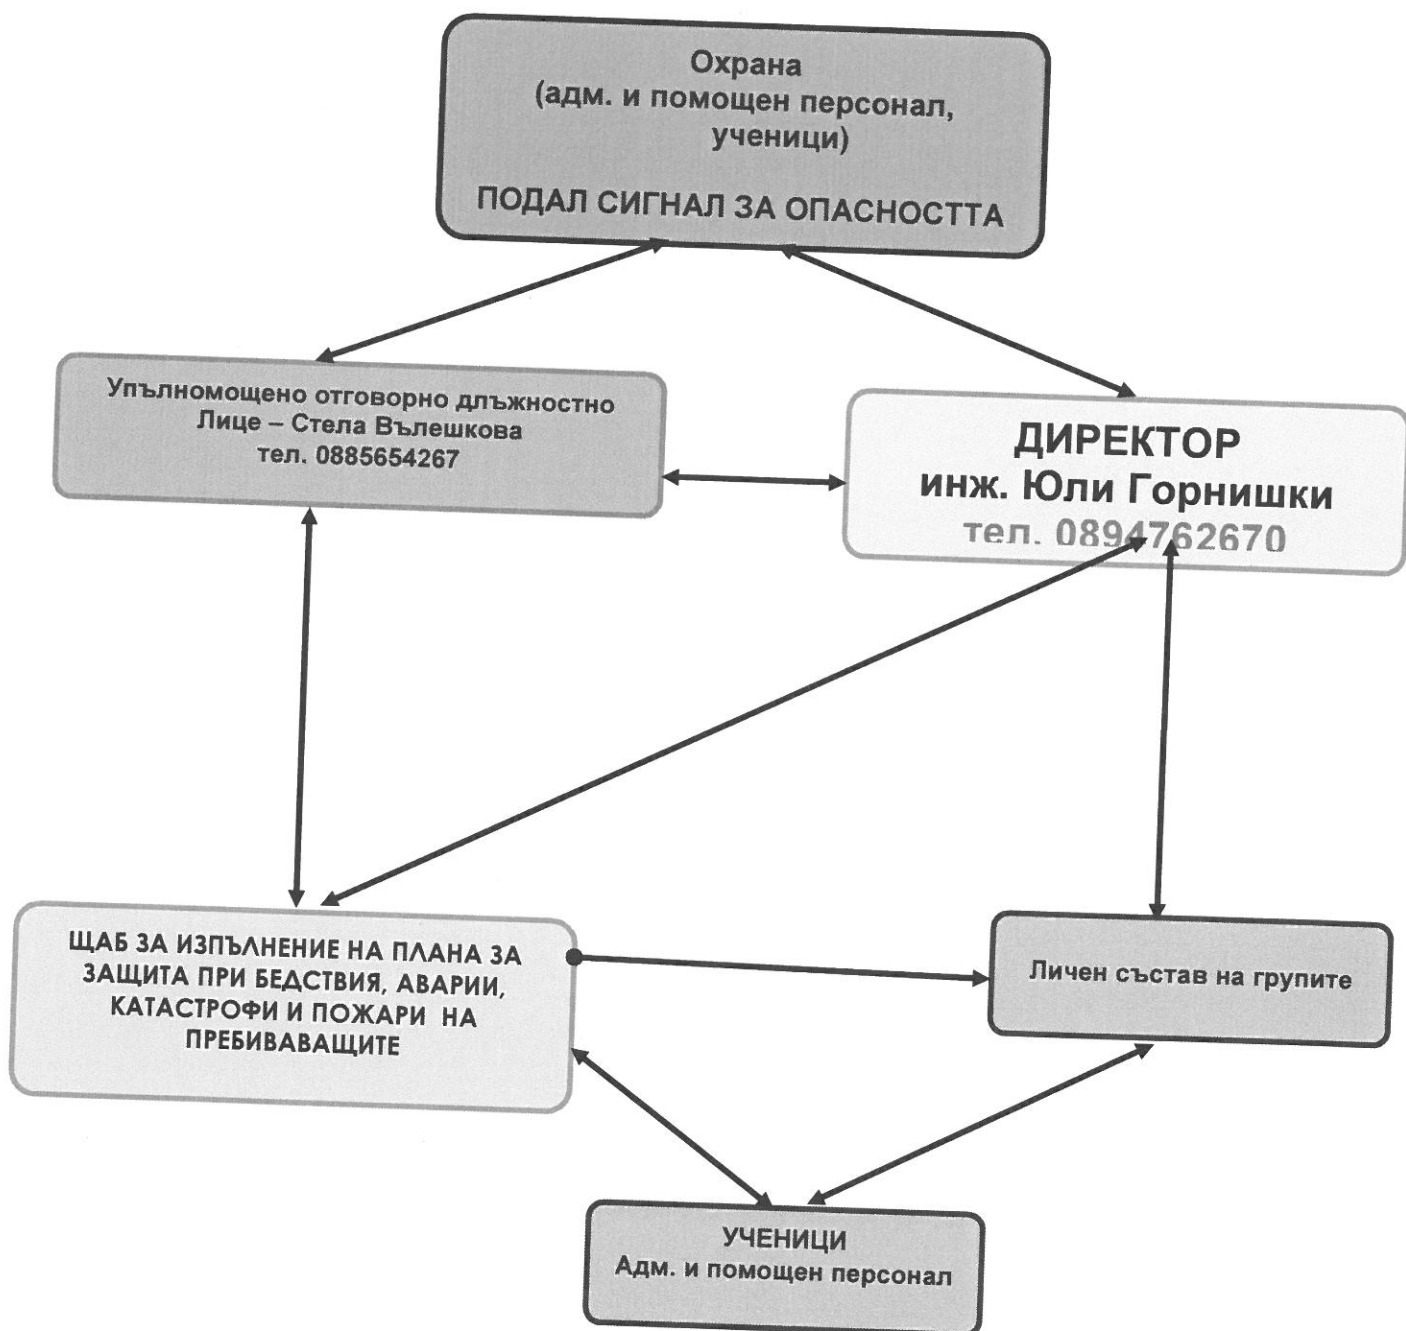 Охрана
(адм. и помощен персонал,
ученици)
ПОДАЛ СИГНАЛ ЗА ОПАСНОСТТА
Упълномощено отговорно длъжностно
Лице – Стела Вълешкова
тел. 0885654267
ДИРЕКТОР
инж. Юли Горнишки
тел. 0894762670
ЩАБ ЗА ИЗПЪЛНЕНИЕ НА ПЛАНА ЗА
ЗАЩИТА ПРИ БЕДСТВИЯ, АВАРИИ,
КАТАСТРОФИ И ПОЖАРИ НА
ПРЕБИВАВАЩИТЕ
Личен състав на групите
УЧЕНИЦИ
Адм. и помощен персонал